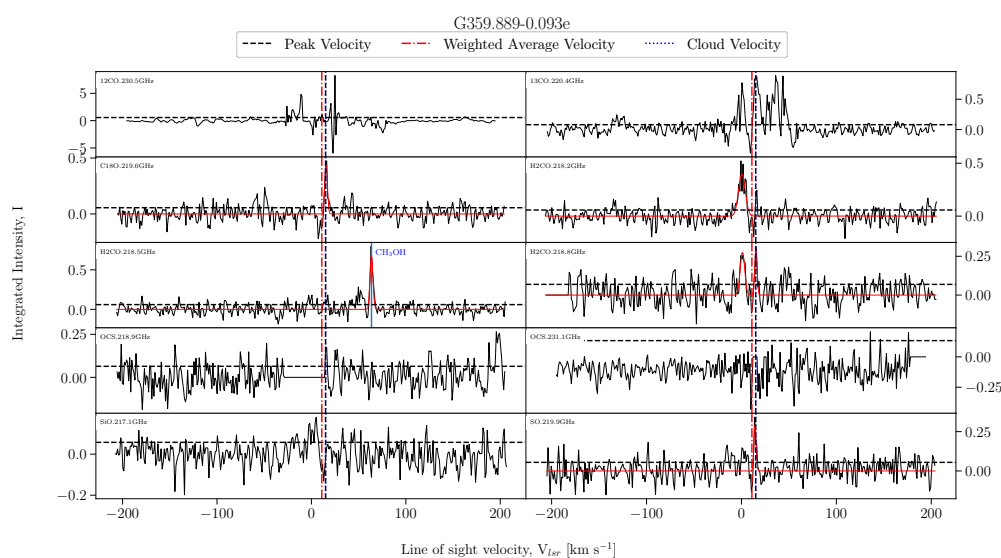 G359.889-0.093e
Peak Velocity Weighted Average Velocity Cloud Velocity
12CO.230.5GHz
5
0
−5
13CO.220.4GHz
0.5
0.0
C18O.219.6GHz
0.5
0.0
H2CO.218.2GHz
0.5
0.0
H2CO.218.5GHz
CH₃OH
0.5
0.0
H2CO.218.8GHz
0.25
0.00
OCS.218.9GHz
0.25
0.00
OCS.231.1GHz
0.00
−0.25
SiO.217.1GHz
0.0
−0.2
SO.219.9GHz
0.25
0.00
−200 −100 0 100 200
−200 −100 0 100 200
Integrated Intensity, I
Line of sight velocity, V_lsr [km s⁻¹]